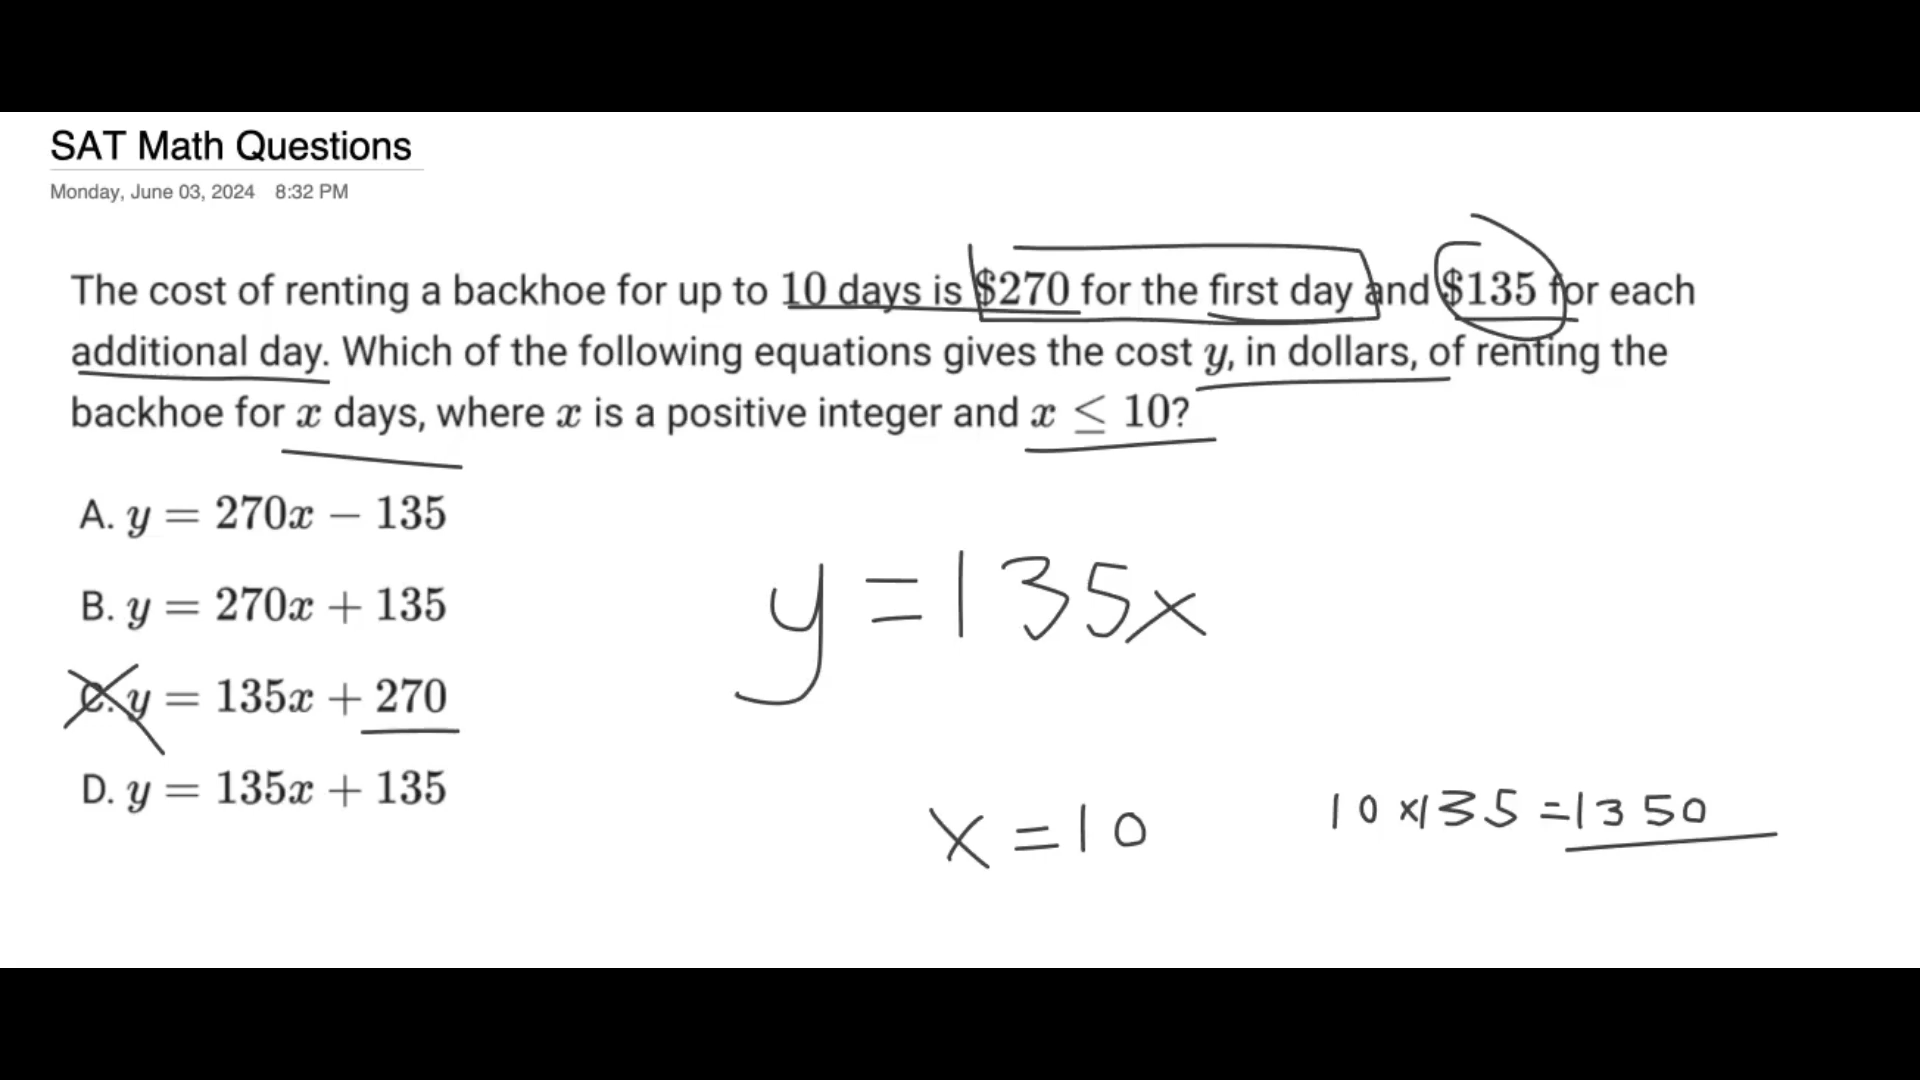 SAT Math Questions
Monday, June 03, 2024 8:32 PM
The cost of renting a backhoe for up to 10 days is $270 for the first day and $135 for each
additional day. Which of the following equations gives the cost y, in dollars, of renting the
backhoe for x days, where x is a positive integer and x ≤ 10?
A. y = 270x − 135
B. y = 270x + 135
C. y = 135x + 270
D. y = 135x + 135
y = 135x
x = 10
10 × 135 = 1350